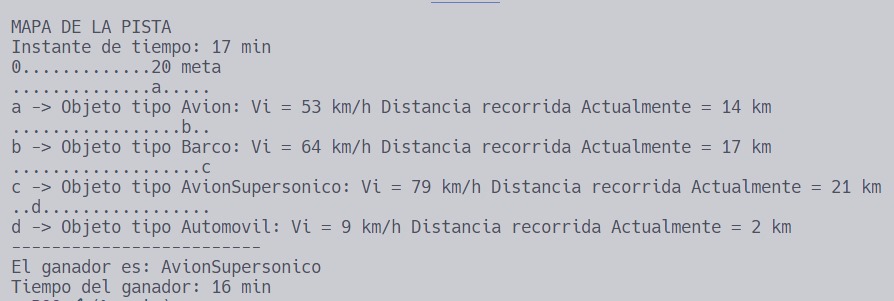 MAPA DE LA PISTA
Instante de tiempo: 17 min
0.............20 meta
..............a.....
a -> Objeto tipo Avion: Vi = 53 km/h Distancia recorrida Actualmente = 14 km
.................b..
b -> Objeto tipo Barco: Vi = 64 km/h Distancia recorrida Actualmente = 17 km
...................c
c -> Objeto tipo AvionSupersonico: Vi = 79 km/h Distancia recorrida Actualmente = 21 km
..d.................
d -> Objeto tipo Automovil: Vi = 9 km/h Distancia recorrida Actualmente = 2 km
-------------------------
El ganador es: AvionSupersonico
Tiempo del ganador: 16 min